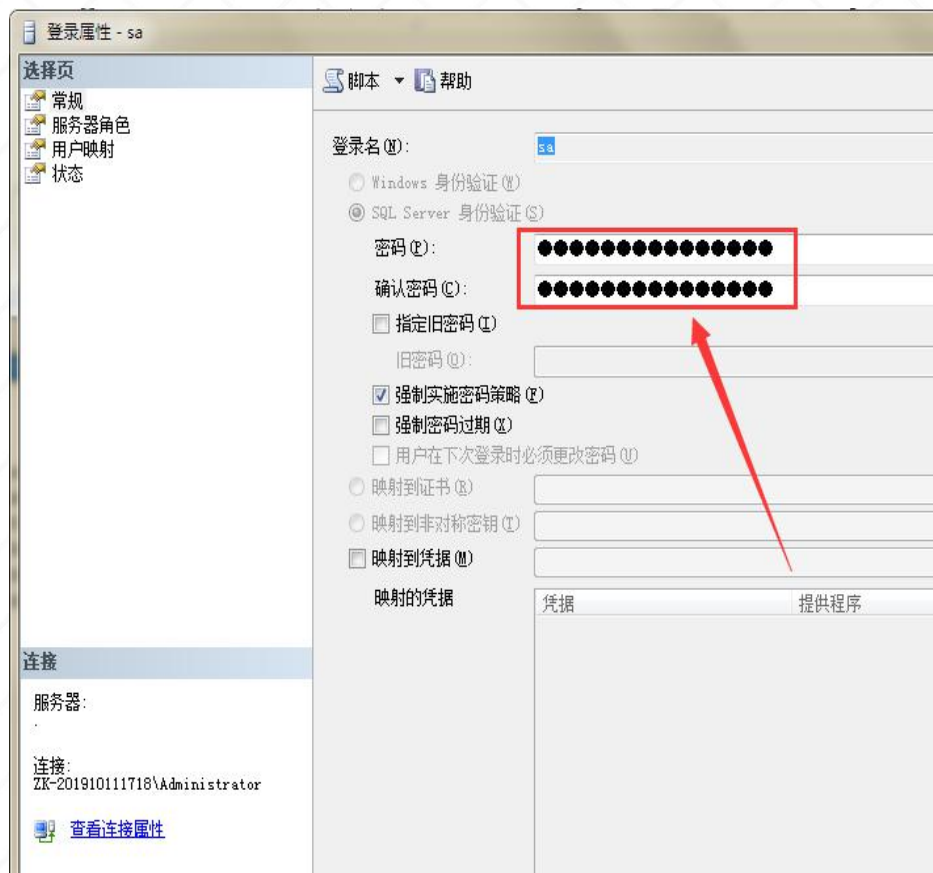 登录属性 - sa
选择页
常规
服务器角色
用户映射
状态
脚本
帮助
登录名(N):
sa
Windows 身份验证(W)
SQL Server 身份验证(S)
密码(P):
●●●●●●●●●●●●●●●
确认密码(C):
●●●●●●●●●●●●●●●
指定旧密码(I)
旧密码(O):
强制实施密码策略(F)
强制密码过期(X)
用户在下次登录时必须更改密码(U)
映射到证书(R)
映射到非对称密钥(T)
映射到凭据(M)
映射的凭据
凭据
提供程序
连接
服务器:
.
连接:
ZK-201910111718\Administrator
查看连接属性